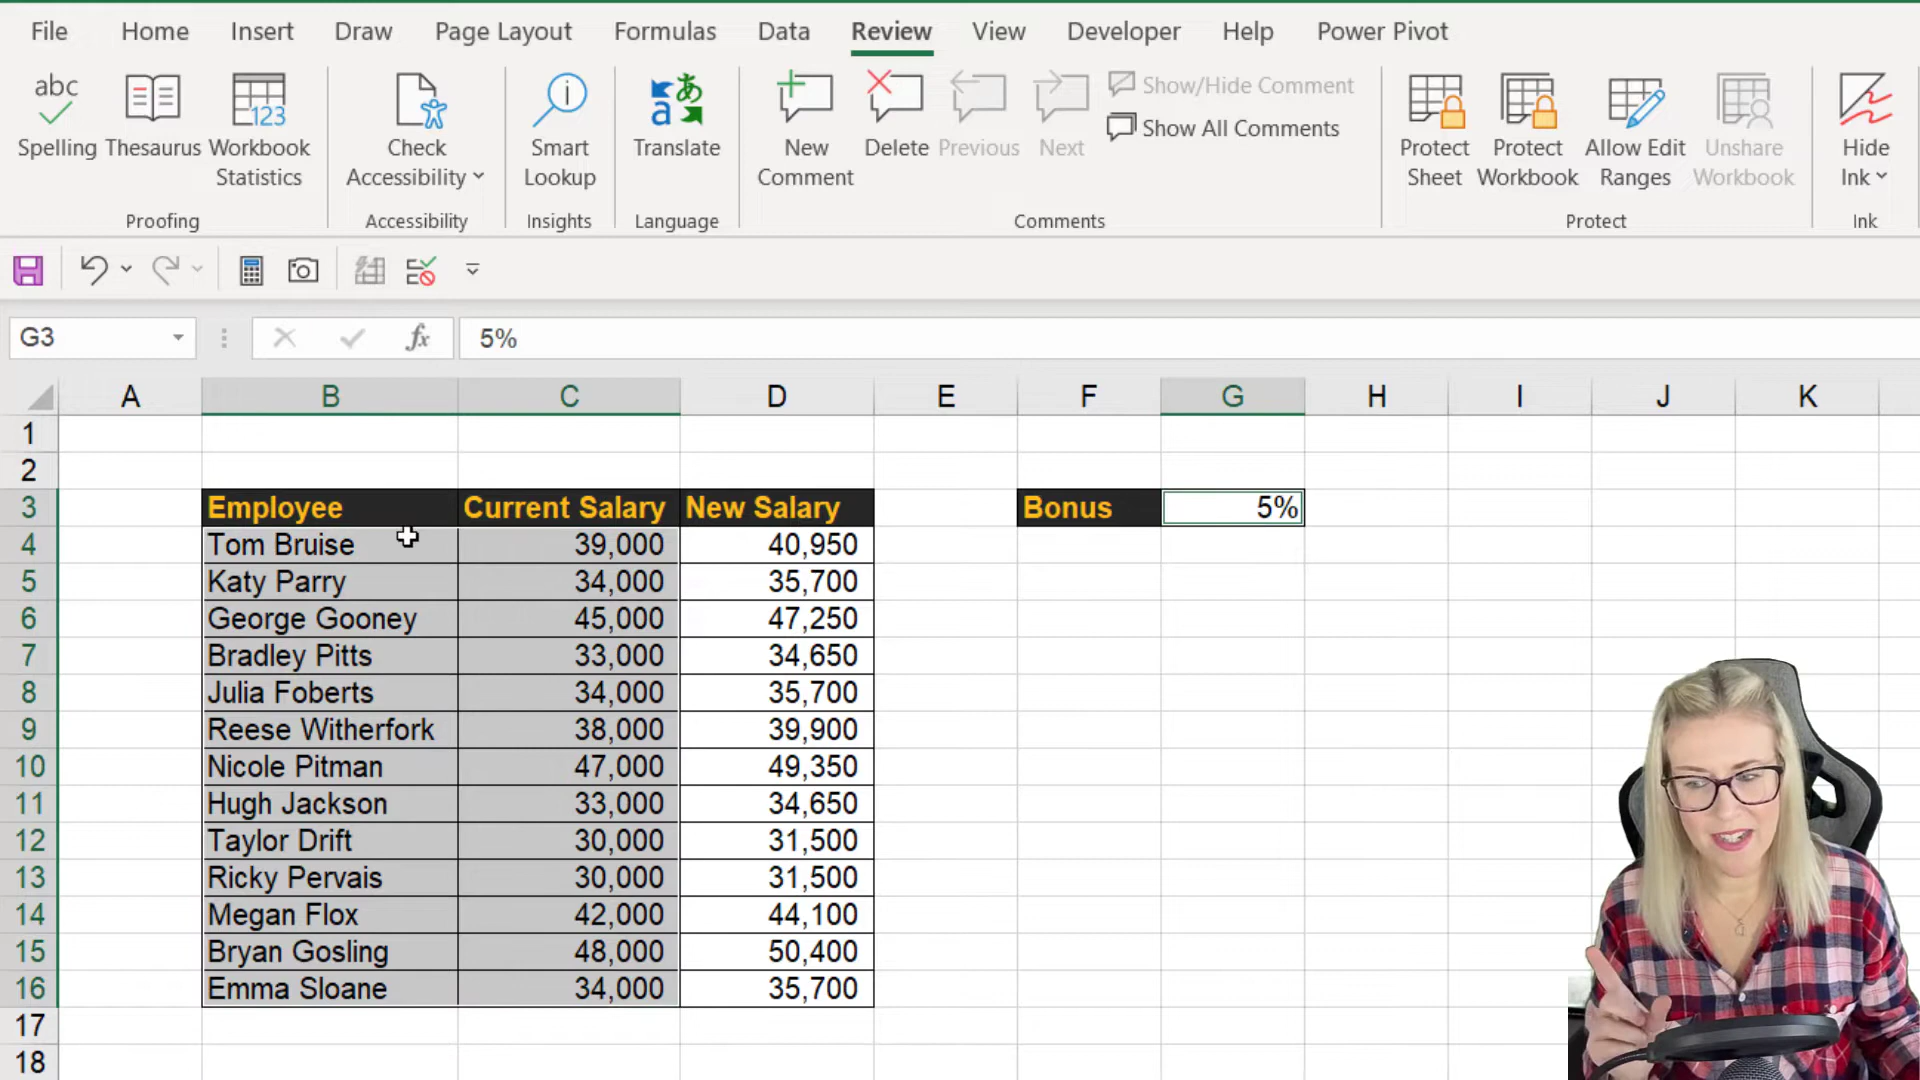 File Home Insert Draw Page Layout Formulas Data Review View Developer Help Power Pivot
abc
Spelling Thesaurus 123 Workbook Statistics
Check Accessibility
Smart Lookup
a あ Translate
New Comment Delete Previous Next
Show/Hide Comment
Show All Comments
Protect Sheet Protect Workbook Allow Edit Ranges Unshare Workbook
Hide Ink
Proofing Accessibility Insights Language Comments Protect Ink
G3 fx 5%
A B C D E F G H I J K
1
2
3 Employee Current Salary New Salary Bonus 5%
4 Tom Bruise 39,000 40,950
5 Katy Parry 34,000 35,700
6 George Gooney 45,000 47,250
7 Bradley Pitts 33,000 34,650
8 Julia Foberts 34,000 35,700
9 Reese Witherfork 38,000 39,900
10 Nicole Pitman 47,000 49,350
11 Hugh Jackson 33,000 34,650
12 Taylor Drift 30,000 31,500
13 Ricky Pervais 30,000 31,500
14 Megan Flox 42,000 44,100
15 Bryan Gosling 48,000 50,400
16 Emma Sloane 34,000 35,700
17
18